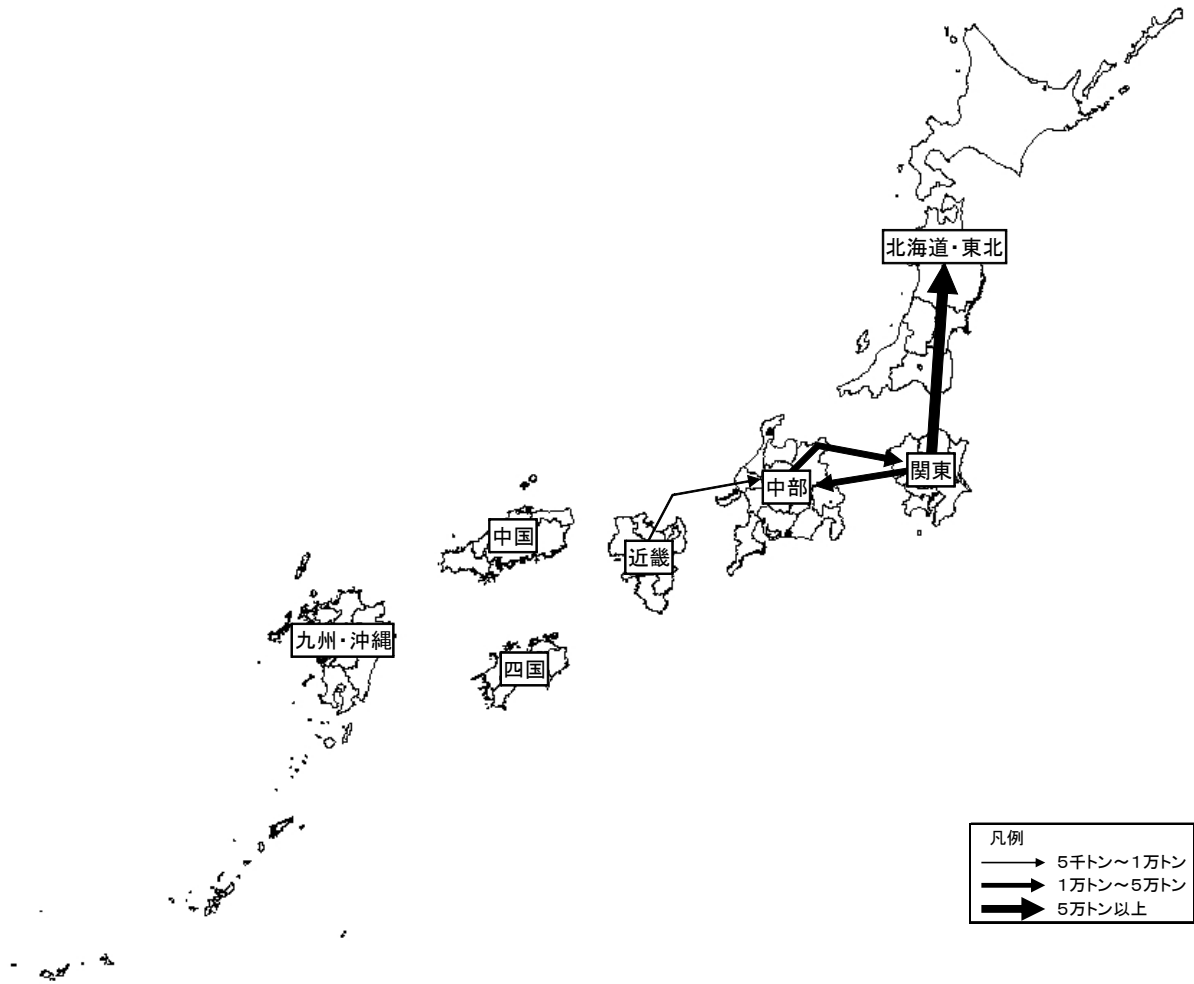 北海道・東北
関東
中部
中国
近畿
九州・沖縄
四国
凡例
5千トン～1万トン
1万トン～5万トン
5万トン以上